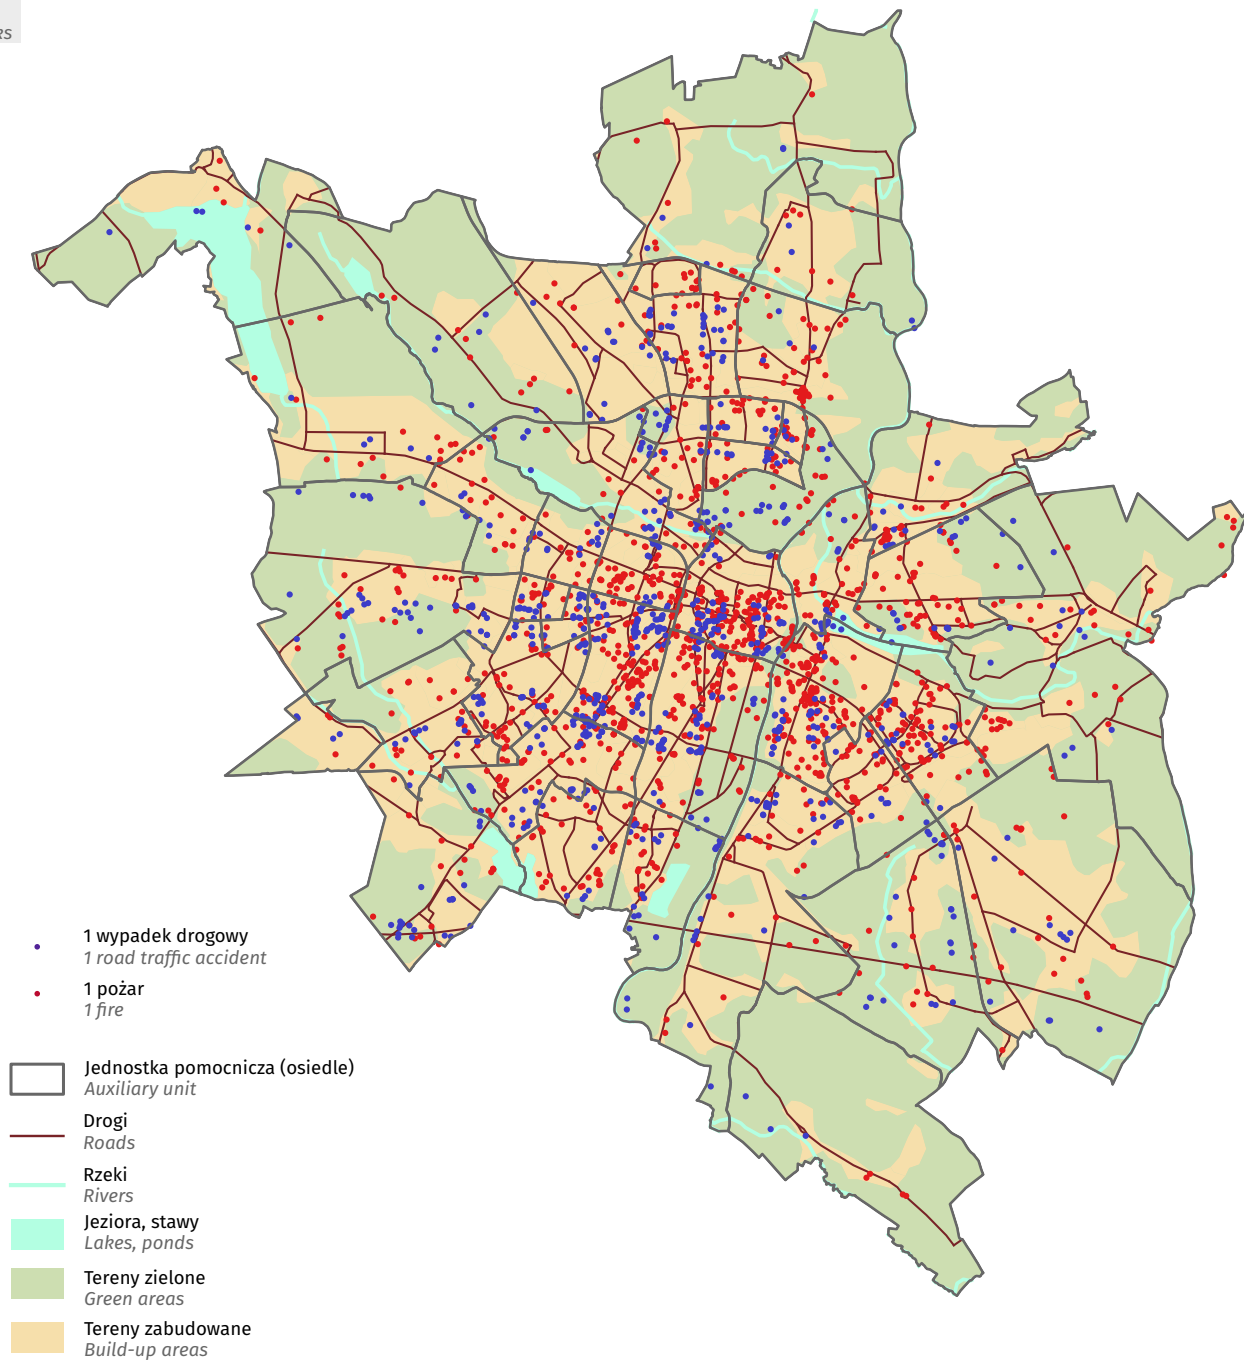 1 wypadek drogowy
1 road traffic accident
1 pożar
1 fire
Jednostka pomocnicza (osiedle)
Auxiliary unit
Drogi
Roads
Rzeki
Rivers
Jeziora, stawy
Lakes, ponds
Tereny zielone
Green areas
Tereny zabudowane
Build-up areas